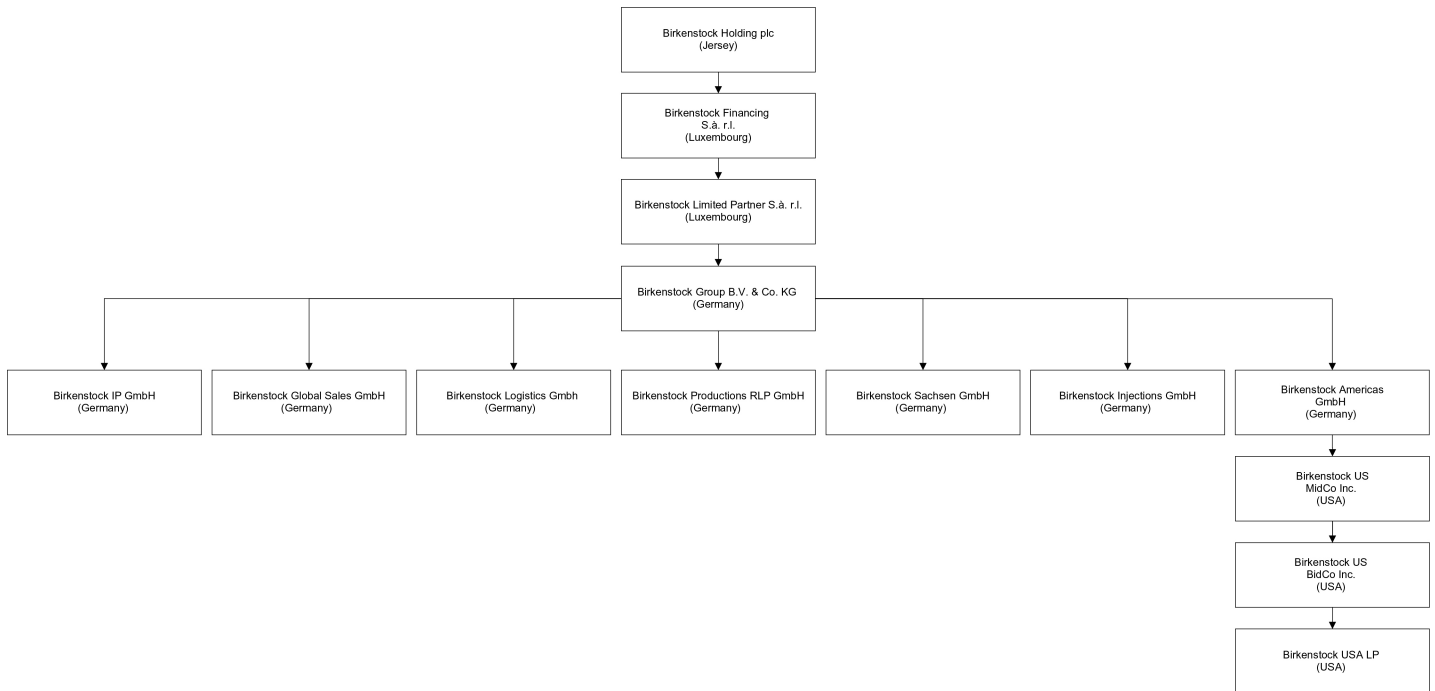 Birkenstock Holding plc
(Jersey)
Birkenstock Financing
S.à. r.l.
(Luxembourg)
Birkenstock Limited Partner S.à. r.l.
(Luxembourg)
Birkenstock Group B.V. & Co. KG
(Germany)
Birkenstock IP GmbH
(Germany)
Birkenstock Global Sales GmbH
(Germany)
Birkenstock Logistics Gmbh
(Germany)
Birkenstock Productions RLP GmbH
(Germany)
Birkenstock Sachsen GmbH
(Germany)
Birkenstock Injections GmbH
(Germany)
Birkenstock Americas
GmbH
(Germany)
Birkenstock US
MidCo Inc.
(USA)
Birkenstock US
BidCo Inc.
(USA)
Birkenstock USA LP
(USA)